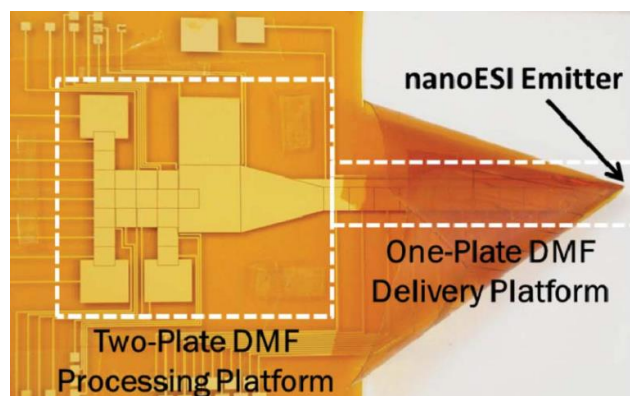 nanoESI Emitter
One-Plate DMF
Delivery Platform
Two-Plate DMF
Processing Platform